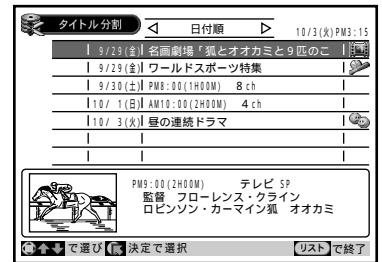 タイトル分割 日付順 10/3(火)PM3:15
9/29(金) 名画劇場「狐とオオカミと9匹のこ
9/29(金) ワールドスポーツ特集
9/30(土) PM8:00(1H00M) 8ch
10/ 1(日) AM10:00(2H00M) 4ch
10/ 3(火) 昼の連続ドラマ
PM9:00(2H00M) テレビ SP
監督 フローレンス・クライン
ロビンソン・カーマイン狐 オオカミ
で選び 決定で選択 リスト で終了